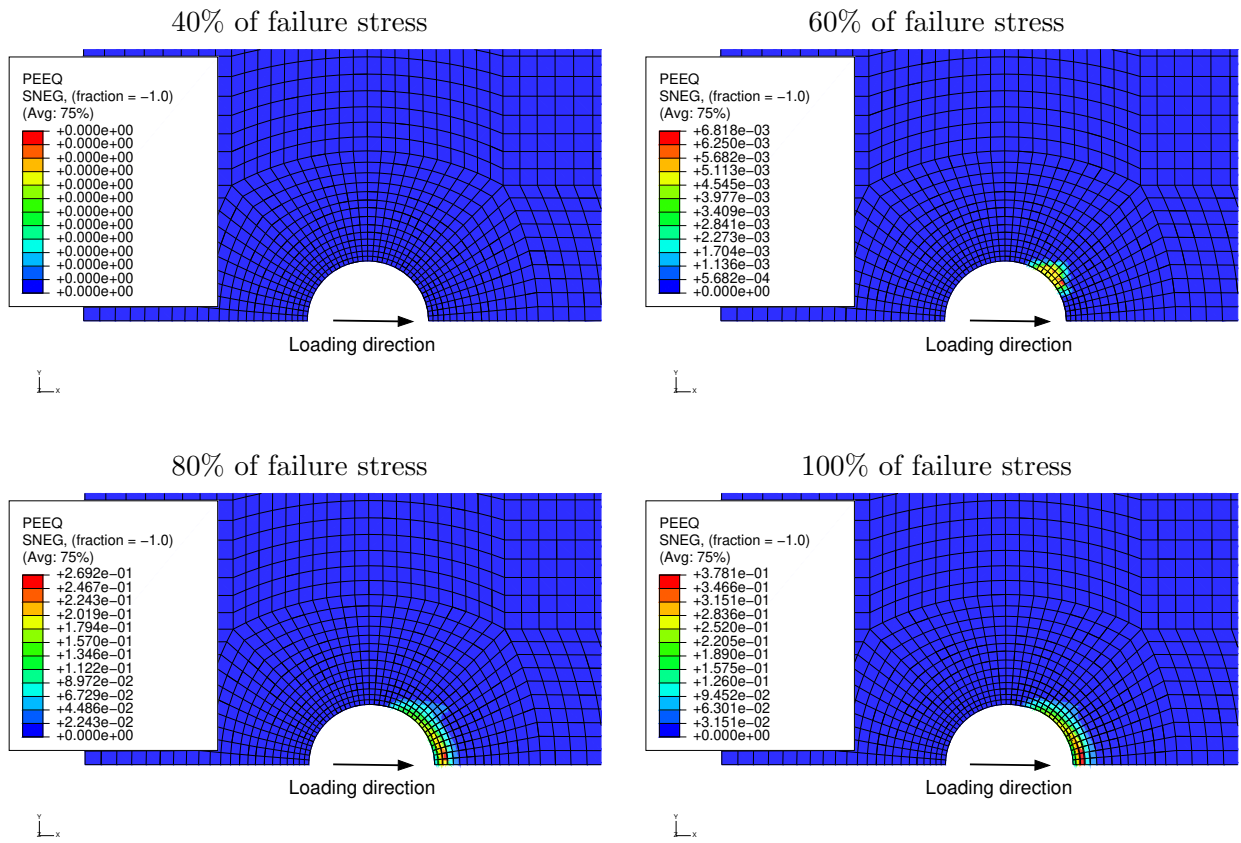 40% of failure stress
PEEQ
SNEG, (fraction = −1.0)
(Avg: 75%)
+0.000e+00
+0.000e+00
+0.000e+00
+0.000e+00
+0.000e+00
+0.000e+00
+0.000e+00
+0.000e+00
+0.000e+00
+0.000e+00
+0.000e+00
+0.000e+00
+0.000e+00
Loading direction
Y
Z X
60% of failure stress
PEEQ
SNEG, (fraction = −1.0)
(Avg: 75%)
+6.818e−03
+6.250e−03
+5.682e−03
+5.113e−03
+4.545e−03
+3.977e−03
+3.409e−03
+2.841e−03
+2.273e−03
+1.704e−03
+1.136e−03
+5.682e−04
+0.000e+00
Loading direction
Y
Z X
80% of failure stress
PEEQ
SNEG, (fraction = −1.0)
(Avg: 75%)
+2.692e−01
+2.467e−01
+2.243e−01
+2.019e−01
+1.794e−01
+1.570e−01
+1.346e−01
+1.122e−01
+8.972e−02
+6.729e−02
+4.486e−02
+2.243e−02
+0.000e+00
Loading direction
Y
Z X
100% of failure stress
PEEQ
SNEG, (fraction = −1.0)
(Avg: 75%)
+3.781e−01
+3.466e−01
+3.151e−01
+2.836e−01
+2.520e−01
+2.205e−01
+1.890e−01
+1.575e−01
+1.260e−01
+9.452e−02
+6.301e−02
+3.151e−02
+0.000e+00
Loading direction
Y
Z X